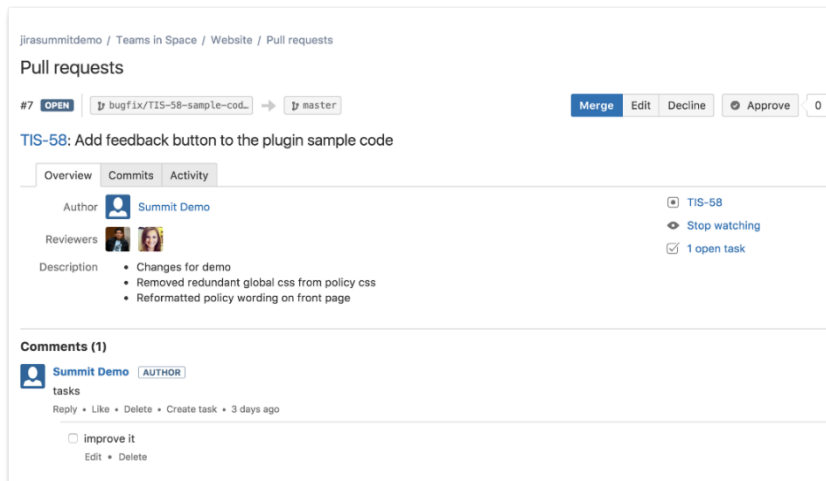 jirasummitdemo / Teams in Space / Website / Pull requests
Pull requests
#7 OPEN bugfix/TIS-58-sample-cod… master Merge Edit Decline Approve 0
TIS-58: Add feedback button to the plugin sample code
Overview Commits Activity
Author Summit Demo TIS-58
Stop watching
Reviewers
1 open task
Description • Changes for demo
• Removed redundant global css from policy css
• Reformatted policy wording on front page
Comments (1)
Summit Demo AUTHOR
tasks
Reply • Like • Delete • Create task • 3 days ago
improve it
Edit • Delete